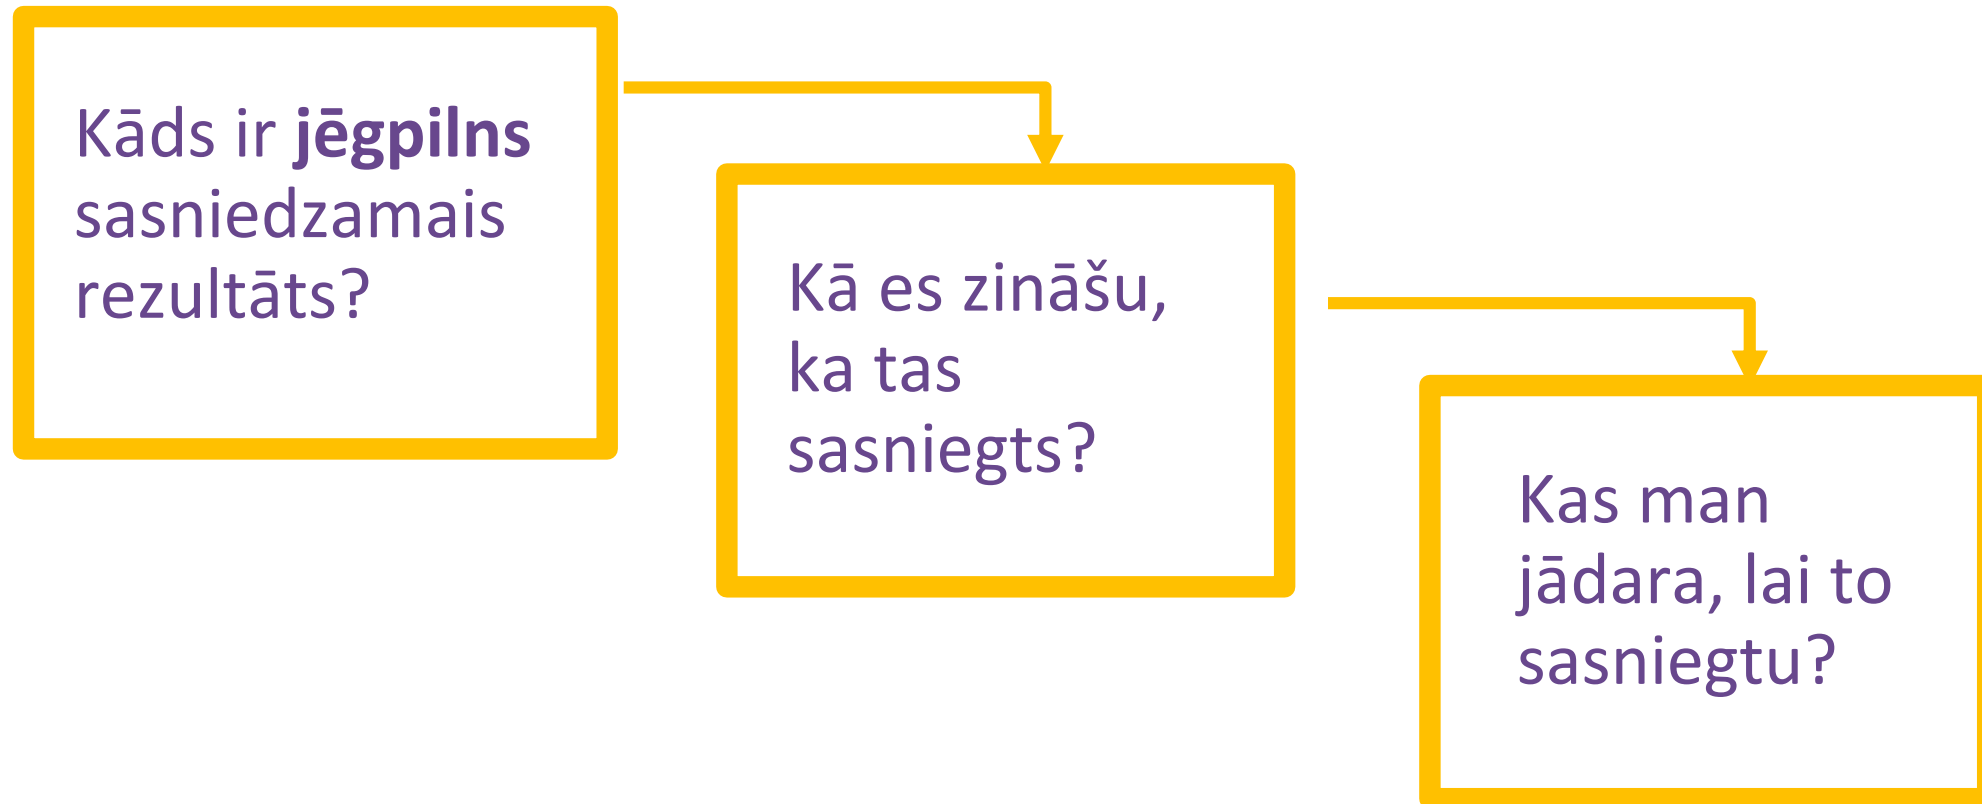 Kāds ir jēgpilns
sasniedzamais
rezultāts?
Kā es zināšu,
ka tas
sasniegts?
Kas man
jādara, lai to
sasniegtu?